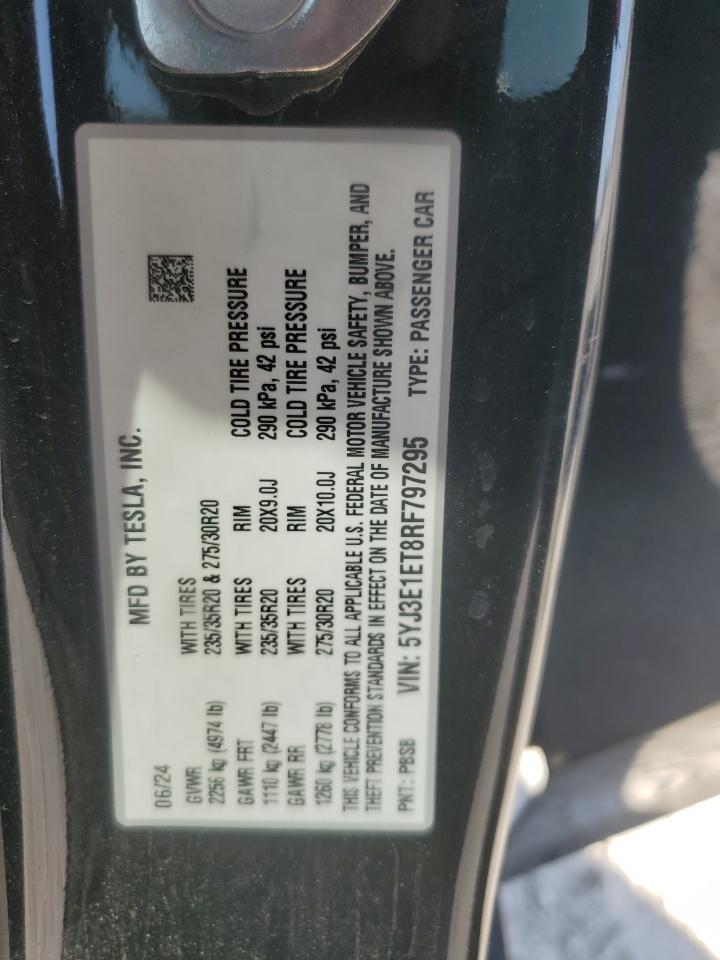 MFD BY TESLA, INC.
06/24
GVWR WITH TIRES
2256 kg (4974 lb) 235/35R20 & 275/30R20
GAWR FRT WITH TIRES RIM COLD TIRE PRESSURE
1110 kg (2447 lb) 235/35R20 20X9.0J 290 kPa, 42 psi
GAWR RR WITH TIRES RIM COLD TIRE PRESSURE
1260 kg (2778 lb) 275/30R20 20X10.0J 290 kPa, 42 psi
THIS VEHICLE CONFORMS TO ALL APPLICABLE U.S. FEDERAL MOTOR VEHICLE SAFETY, BUMPER, AND
THEFT PREVENTION STANDARDS IN EFFECT ON THE DATE OF MANUFACTURE SHOWN ABOVE.
PNT: PBSB VIN: 5YJ3E1ET8RF797295 TYPE: PASSENGER CAR